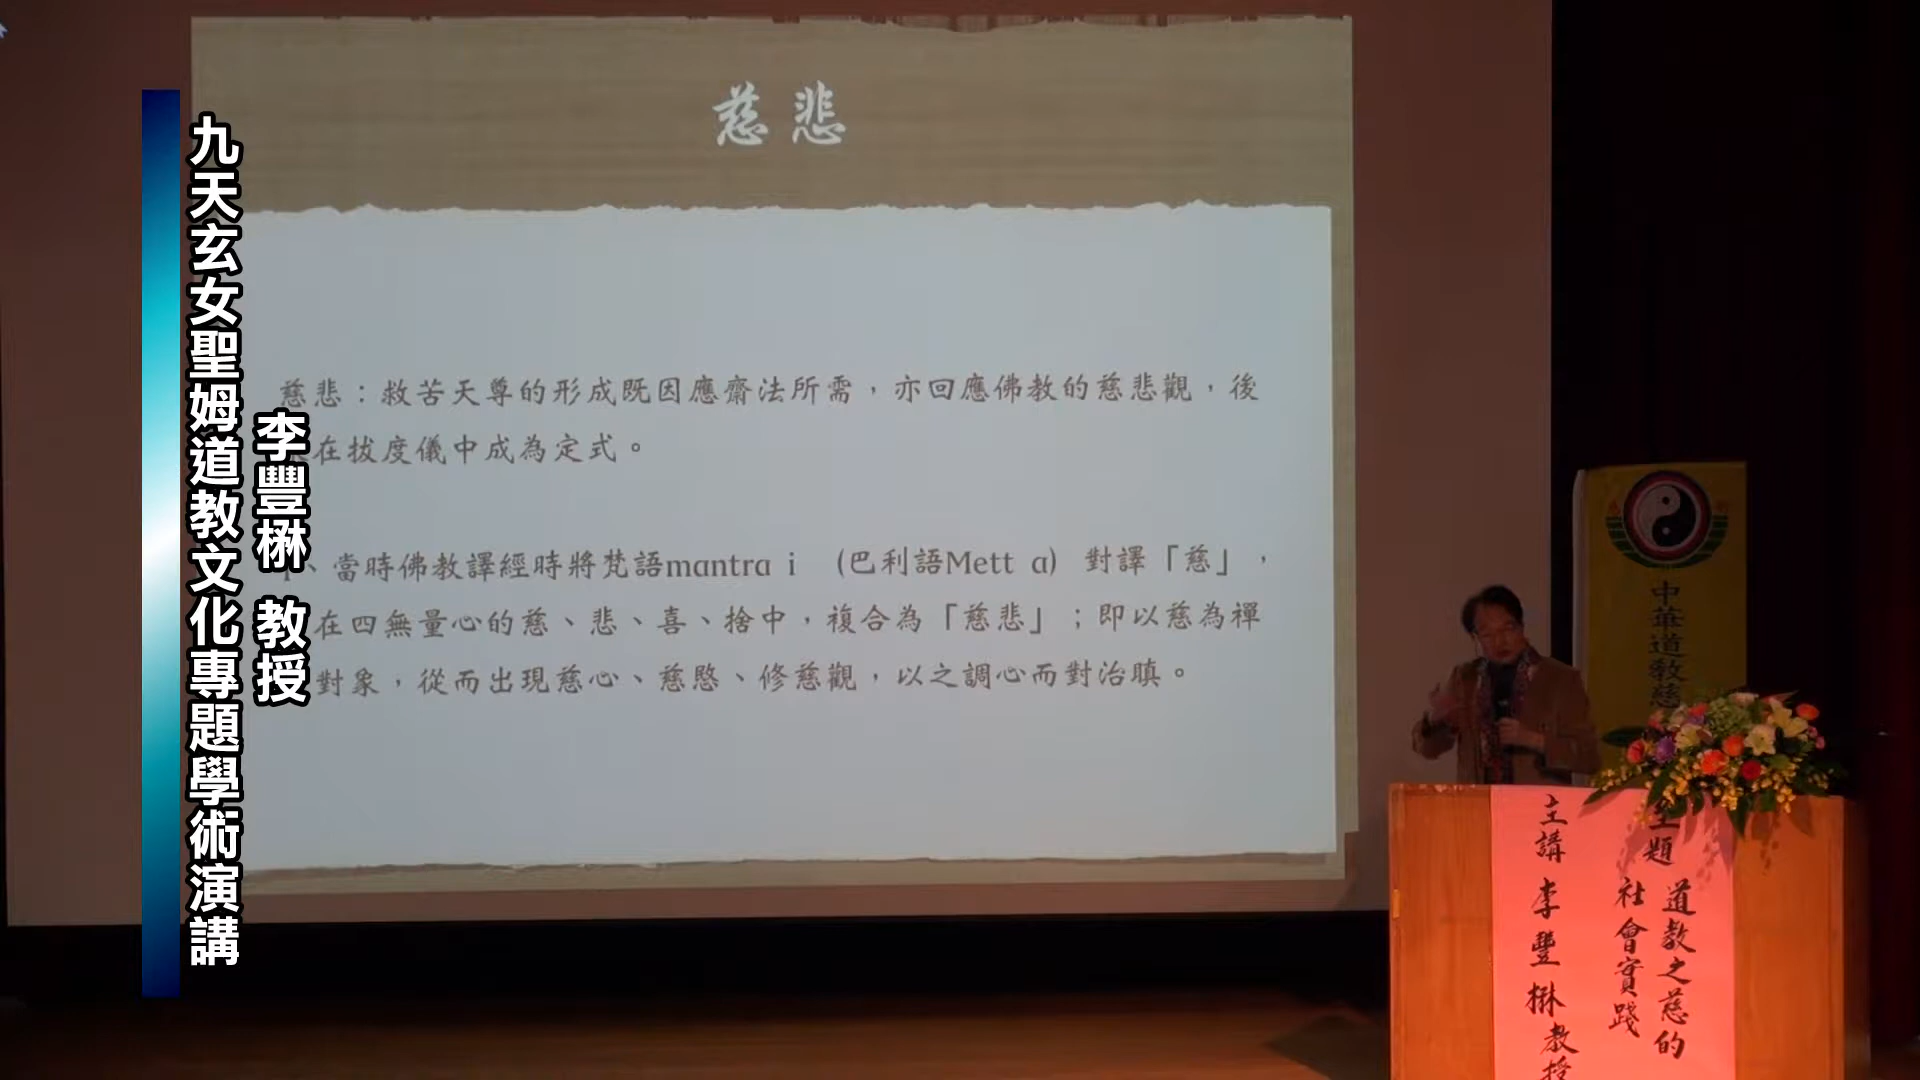 九天玄女聖姆道教文化專題學術演講
李豐楙 教授
慈悲
慈悲：救苦天尊的形成既因應齋法所需，亦回應佛教的慈悲觀，後
在拔度儀中成為定式。
、當時佛教譯經時將梵語mantra i (巴利語Mett a) 對譯「慈」，
在四無量心的慈、悲、喜、捨中，複合為「慈悲」；即以慈為禪
對象，從而出現慈心、慈愍、修慈觀，以之調心而對治瞋。
中華道教慈
主題 道教之慈的
社會實踐
主講 李豐楙教授